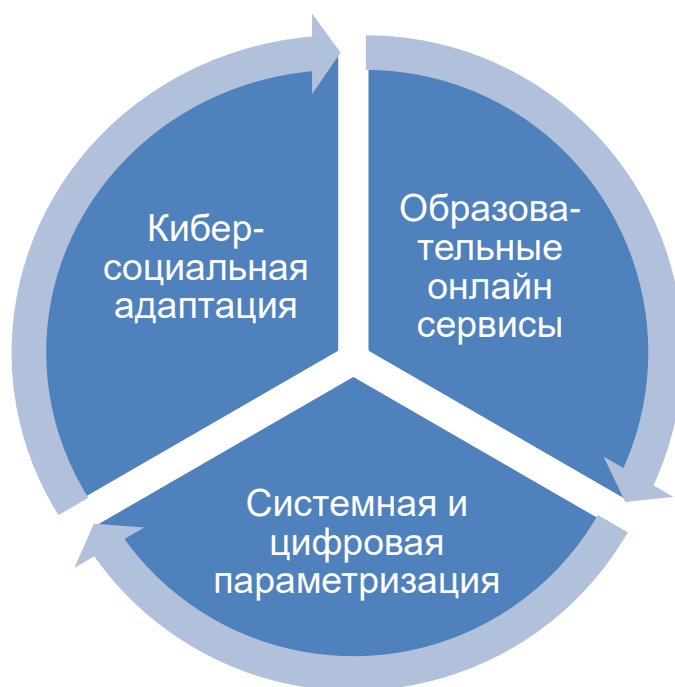 Кибер-
социальная
адаптация
Образова-
тельные
онлайн
сервисы
Системная и
цифровая
параметризация